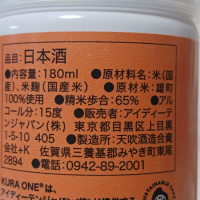 品目:日本酒
●内容量:180ml ●原材料名:米(国
産)、米麹(国産米) ●原料米:雄町
100%使用 ●精米歩合:65% ●アル
コール分:15度 ●販売者:アイディーテ
ンジャパン(株) 東京都目黒区上目黒
1-5-10 405 ●製造所:天吹酒造合資
会社+K 佐賀県三養基郡みやき町東尾
2894 ●電話:0942-89-2001
KURA ONE®は、